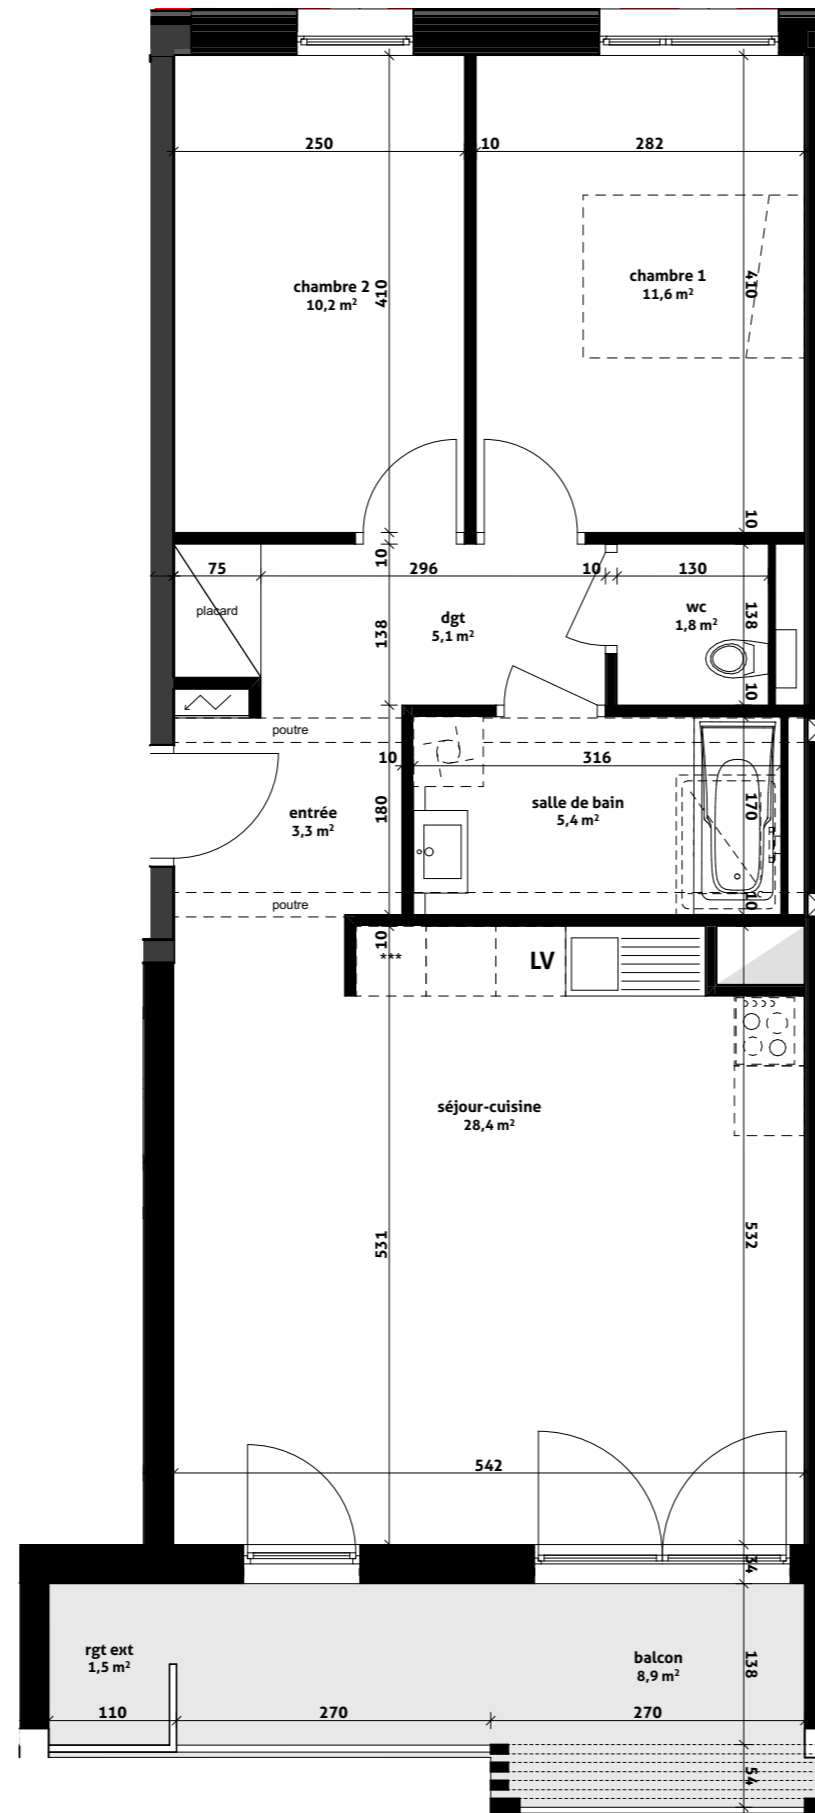 250
10
282
chambre 2
10,2 m²
410
chambre 1
11,6 m²
410
10
75
10
296
10
130
placard
dgt
5,1 m²
138
wc
1,8 m²
138
10
poutre
10
316
entrée
3,3 m²
180
salle de bain
5,4 m²
170
poutre
10
10
***
LV
séjour-cuisine
28,4 m²
531
532
542
34
rgt ext
1,5 m²
balcon
8,9 m²
138
110
270
270
54